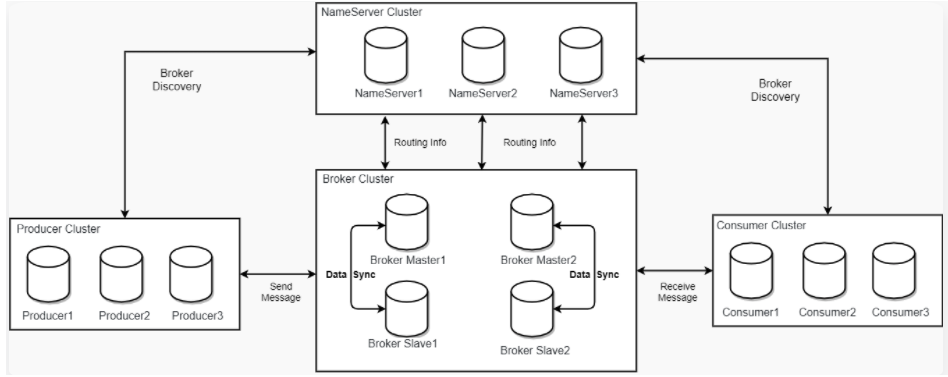 NameServer Cluster
NameServer1
NameServer2
NameServer3
Broker
Discovery
Broker
Discovery
Routing Info
Routing Info
Broker Cluster
Broker Master1
Broker Master2
Data Sync
Data Sync
Broker Slave1
Broker Slave2
Producer Cluster
Producer1
Producer2
Producer3
Send
Message
Receive
Message
Consumer Cluster
Consumer1
Consumer2
Consumer3